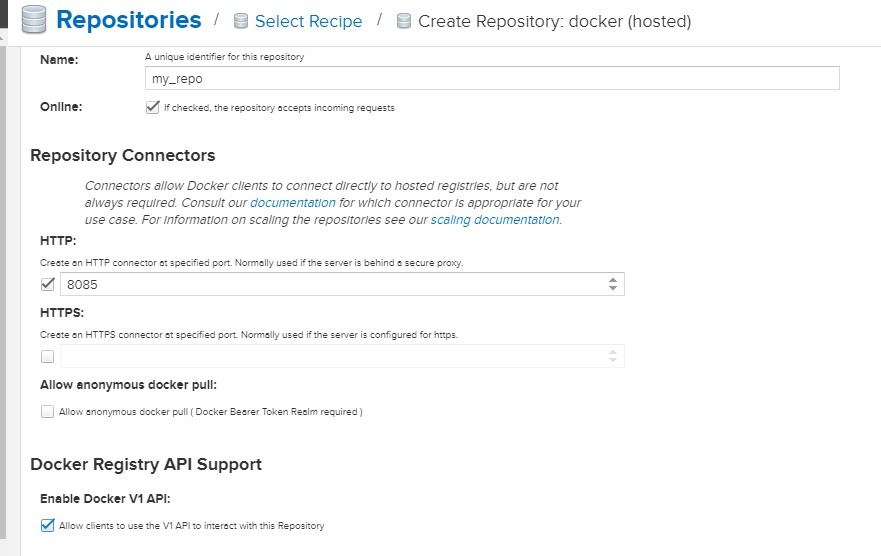 Repositories / Select Recipe / Create Repository: docker (hosted)
Name: A unique identifier for this repository
my_repo
Online: If checked, the repository accepts incoming requests
Repository Connectors
Connectors allow Docker clients to connect directly to hosted registries, but are not
always required. Consult our documentation for which connector is appropriate for your
use case. For information on scaling the repositories see our scaling documentation.
HTTP:
Create an HTTP connector at specified port. Normally used if the server is behind a secure proxy.
8085
HTTPS:
Create an HTTPS connector at specified port. Normally used if the server is configured for https.
Allow anonymous docker pull:
Allow anonymous docker pull ( Docker Bearer Token Realm required )
Docker Registry API Support
Enable Docker V1 API:
Allow clients to use the V1 API to interact with this Repository